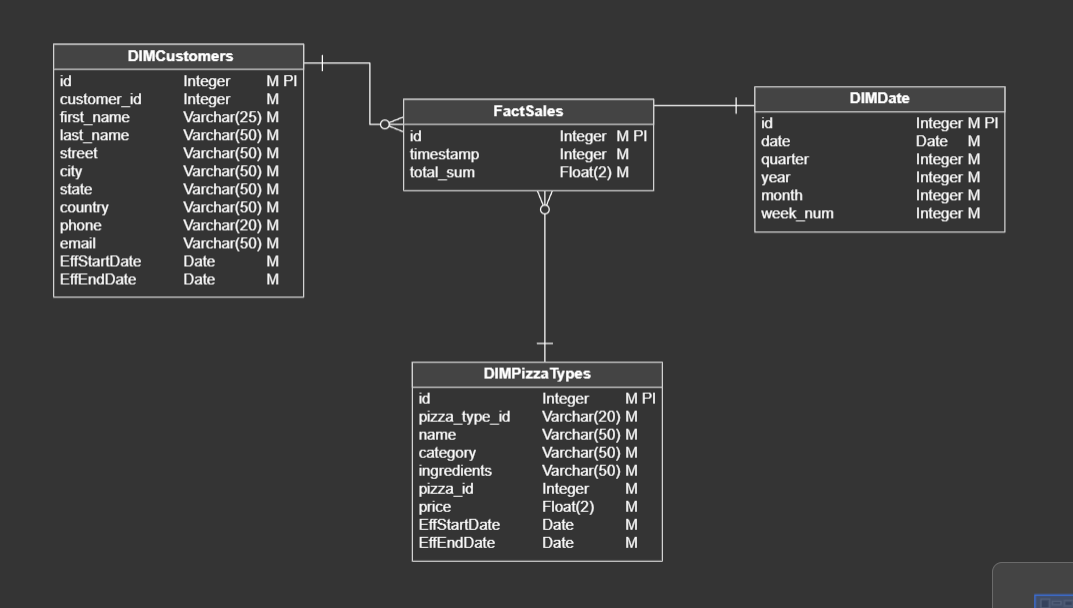 DIMCustomers
id Integer M PI
customer_id Integer M
first_name Varchar(25) M
last_name Varchar(50) M
street Varchar(50) M
city Varchar(50) M
state Varchar(50) M
country Varchar(50) M
phone Varchar(20) M
email Varchar(50) M
EffStartDate Date M
EffEndDate Date M
FactSales
id Integer M PI
timestamp Integer M
total_sum Float(2) M
DIMDate
id Integer M PI
date Date M
quarter Integer M
year Integer M
month Integer M
week_num Integer M
DIMPizzaTypes
id Integer M PI
pizza_type_id Varchar(20) M
name Varchar(50) M
category Varchar(50) M
ingredients Varchar(50) M
pizza_id Integer M
price Float(2) M
EffStartDate Date M
EffEndDate Date M